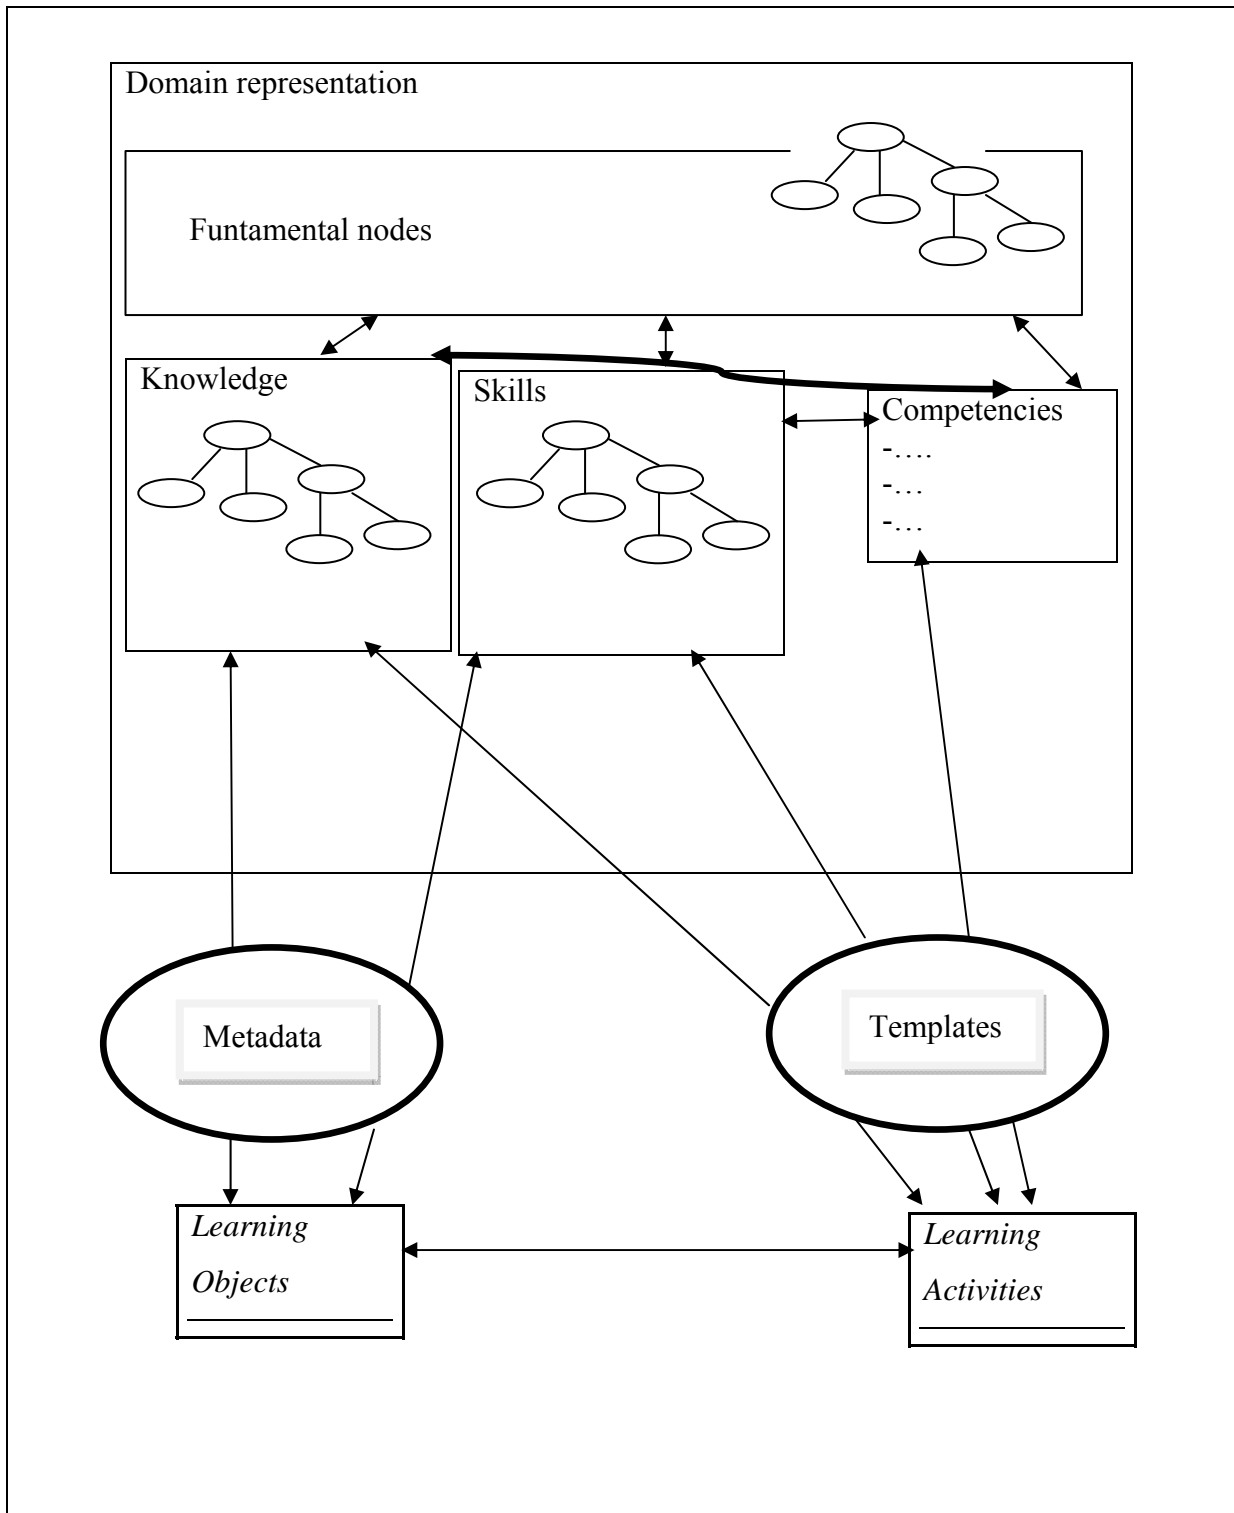 Domain representation
Funtamental nodes
Knowledge
Skills
Competencies
-....
-...
-...
Metadata
Templates
Learning
Objects
Learning
Activities